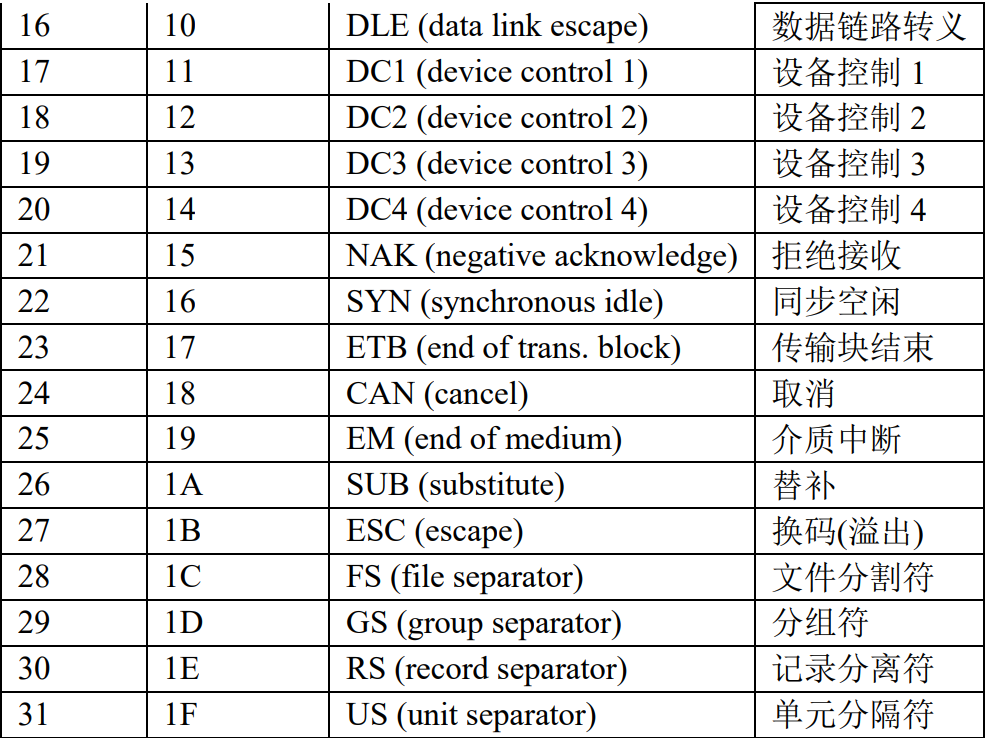 16 10 DLE (data link escape) 数据链路转义
17 11 DC1 (device control 1) 设备控制 1
18 12 DC2 (device control 2) 设备控制 2
19 13 DC3 (device control 3) 设备控制 3
20 14 DC4 (device control 4) 设备控制 4
21 15 NAK (negative acknowledge) 拒绝接收
22 16 SYN (synchronous idle) 同步空闲
23 17 ETB (end of trans. block) 传输块结束
24 18 CAN (cancel) 取消
25 19 EM (end of medium) 介质中断
26 1A SUB (substitute) 替补
27 1B ESC (escape) 换码(溢出)
28 1C FS (file separator) 文件分割符
29 1D GS (group separator) 分组符
30 1E RS (record separator) 记录分离符
31 1F US (unit separator) 单元分隔符